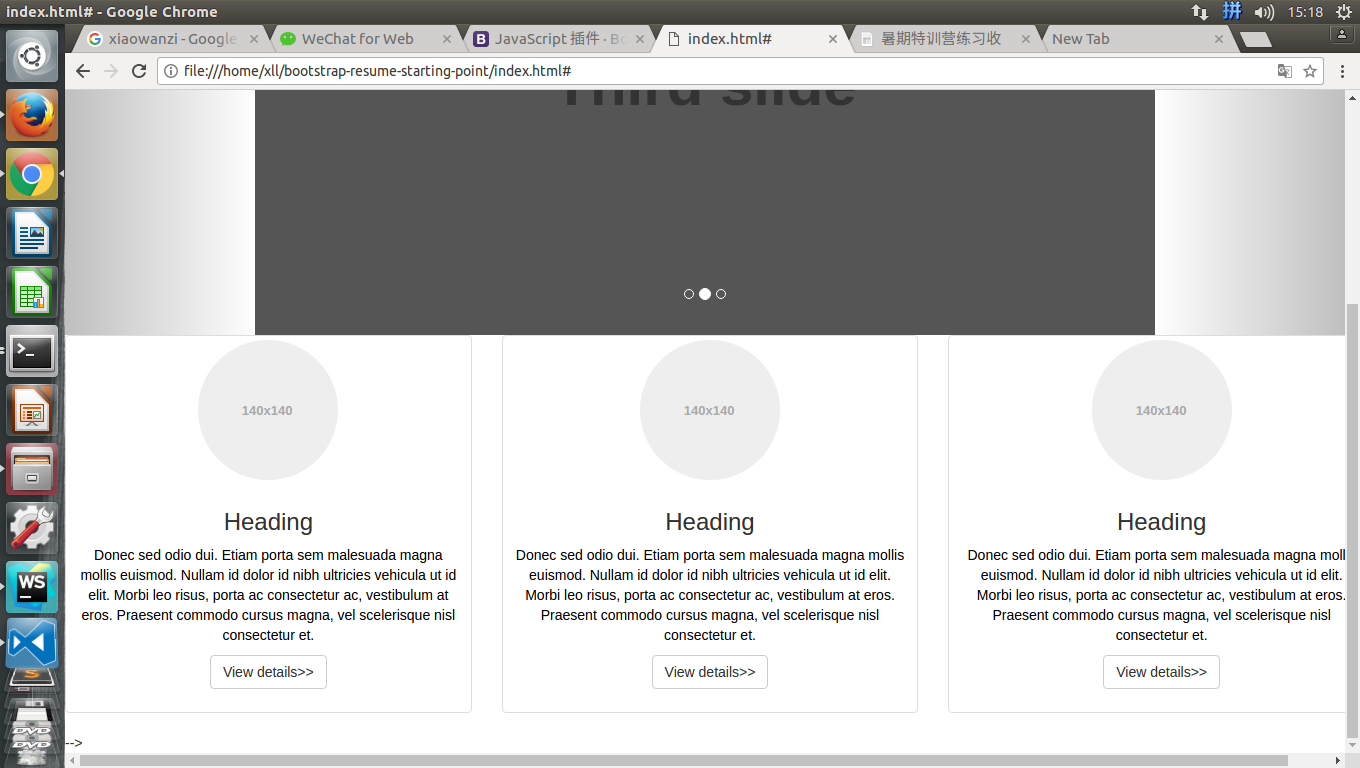 index.html# - Google Chrome
拼
15:18
xiaowanzi - Google
WeChat for Web
JavaScript 插件 · Bo
index.html#
暑期特训营练习收
New Tab
file:///home/xll/bootstrap-resume-starting-point/index.html#
Third slide
140x140
Heading
Donec sed odio dui. Etiam porta sem malesuada magna
mollis euismod. Nullam id dolor id nibh ultricies vehicula ut id
elit. Morbi leo risus, porta ac consectetur ac, vestibulum at
eros. Praesent commodo cursus magna, vel scelerisque nisl
consectetur et.
View details>>
140x140
Heading
Donec sed odio dui. Etiam porta sem malesuada magna mollis
euismod. Nullam id dolor id nibh ultricies vehicula ut id elit.
Morbi leo risus, porta ac consectetur ac, vestibulum at eros.
Praesent commodo cursus magna, vel scelerisque nisl
consectetur et.
View details>>
140x140
Heading
Donec sed odio dui. Etiam porta sem malesuada magna moll
euismod. Nullam id dolor id nibh ultricies vehicula ut id elit.
Morbi leo risus, porta ac consectetur ac, vestibulum at eros.
Praesent commodo cursus magna, vel scelerisque nisl
consectetur et.
View details>>
-->
WS
S
DVD
DVD